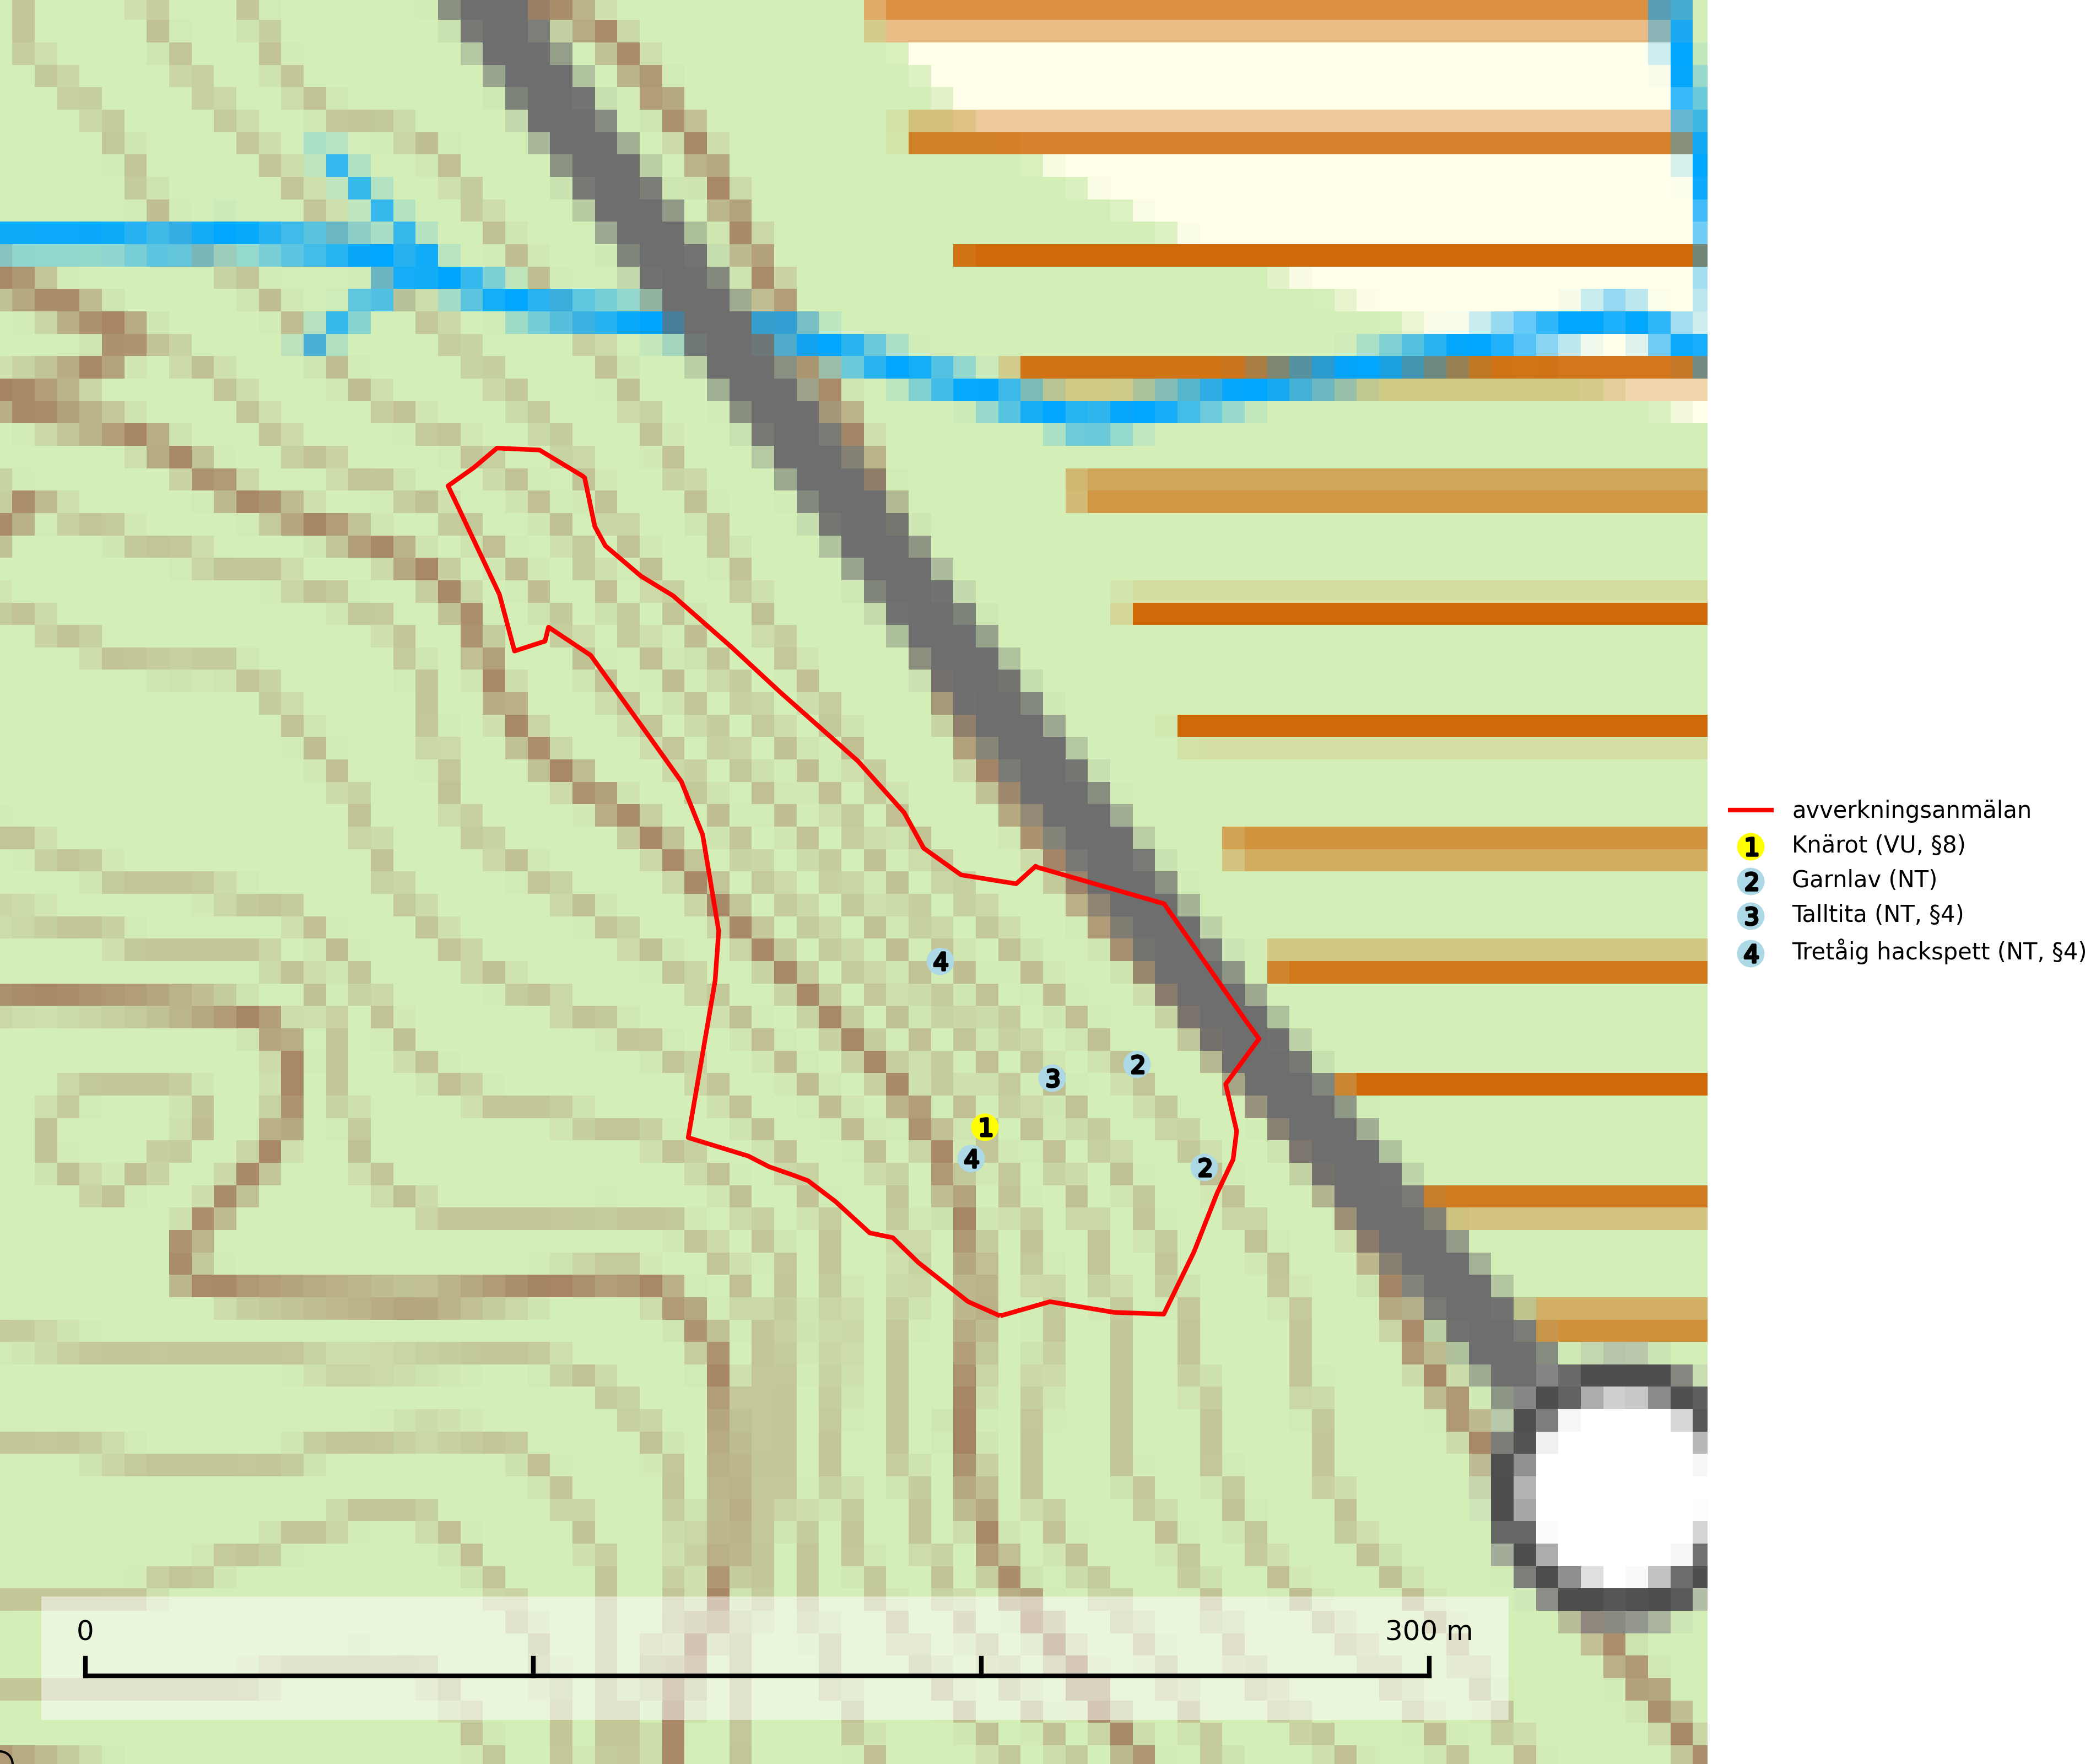 avverkningsanmälan
1 Knärot (VU, §8)
2 Garnlav (NT)
3 Talltita (NT, §4)
4 Tretåig hackspett (NT, §4)
4
2
3
1
4
2
0 300 m